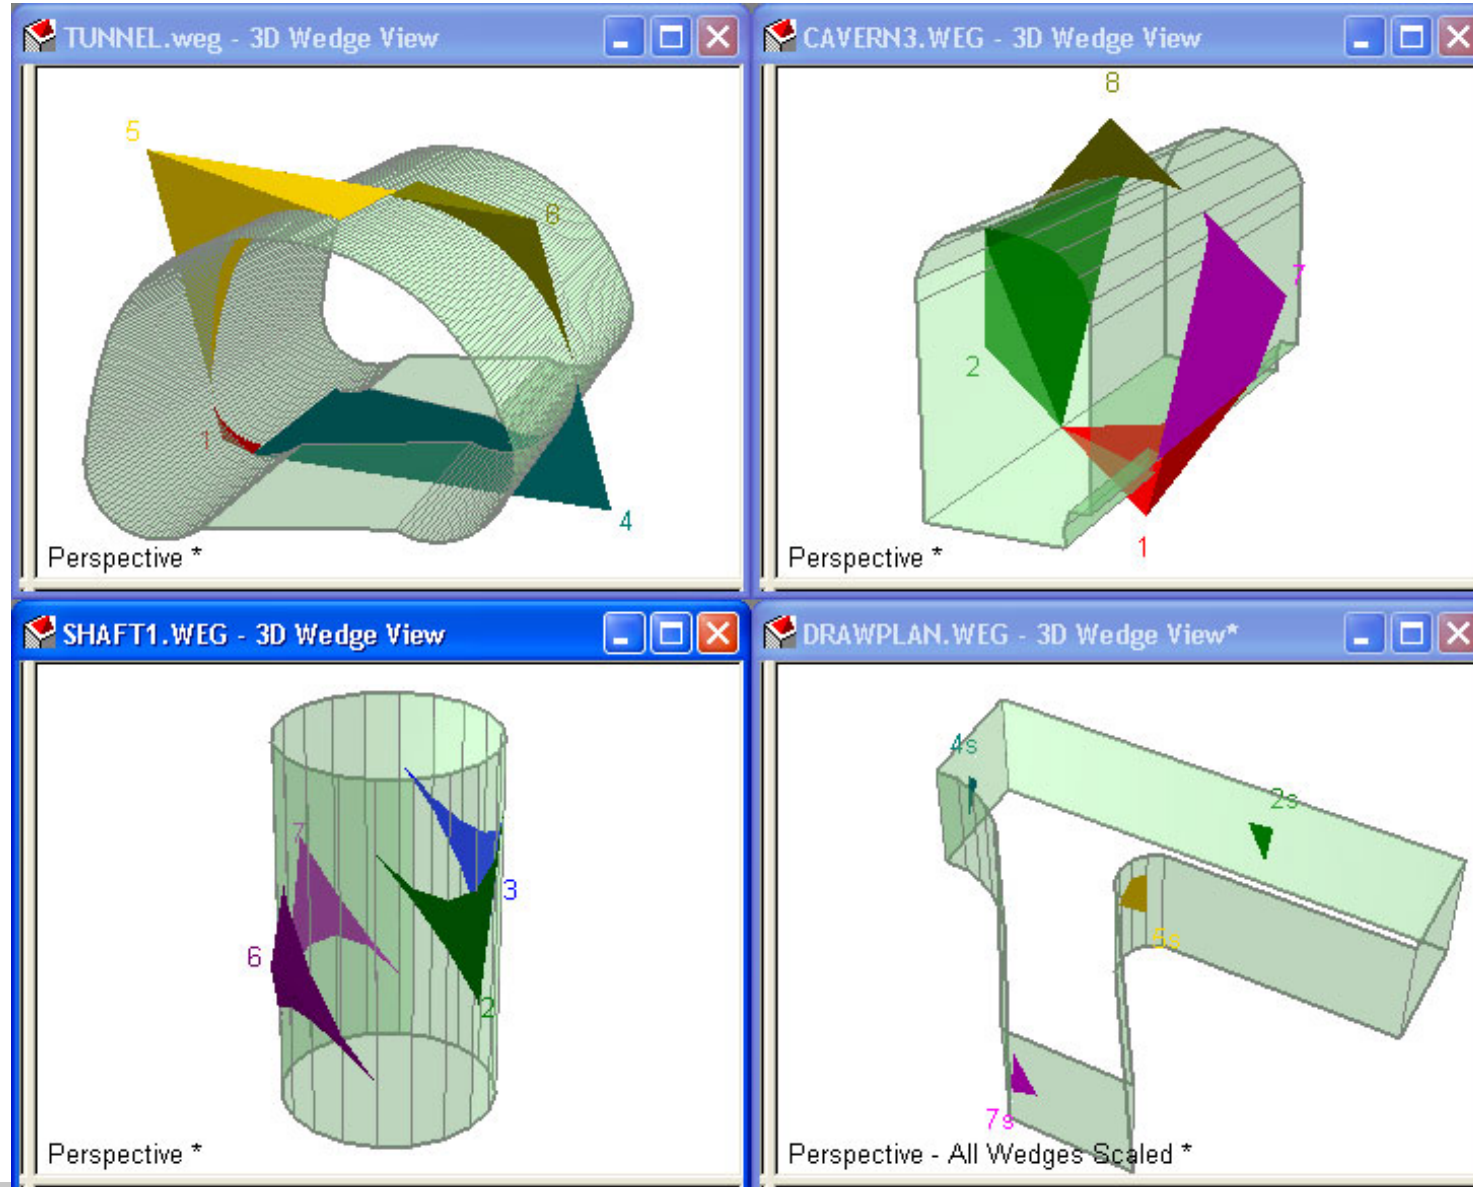 TUNNEL.weg - 3D Wedge View
5
6
1
4
Perspective *
CAVERN3.WEG - 3D Wedge View
8
7
2
1
Perspective *
SHAFT1.WEG - 3D Wedge View
7
3
6
2
Perspective *
DRAWPLAN.WEG - 3D Wedge View*
4s
2s
5s
7s
Perspective - All Wedges Scaled *